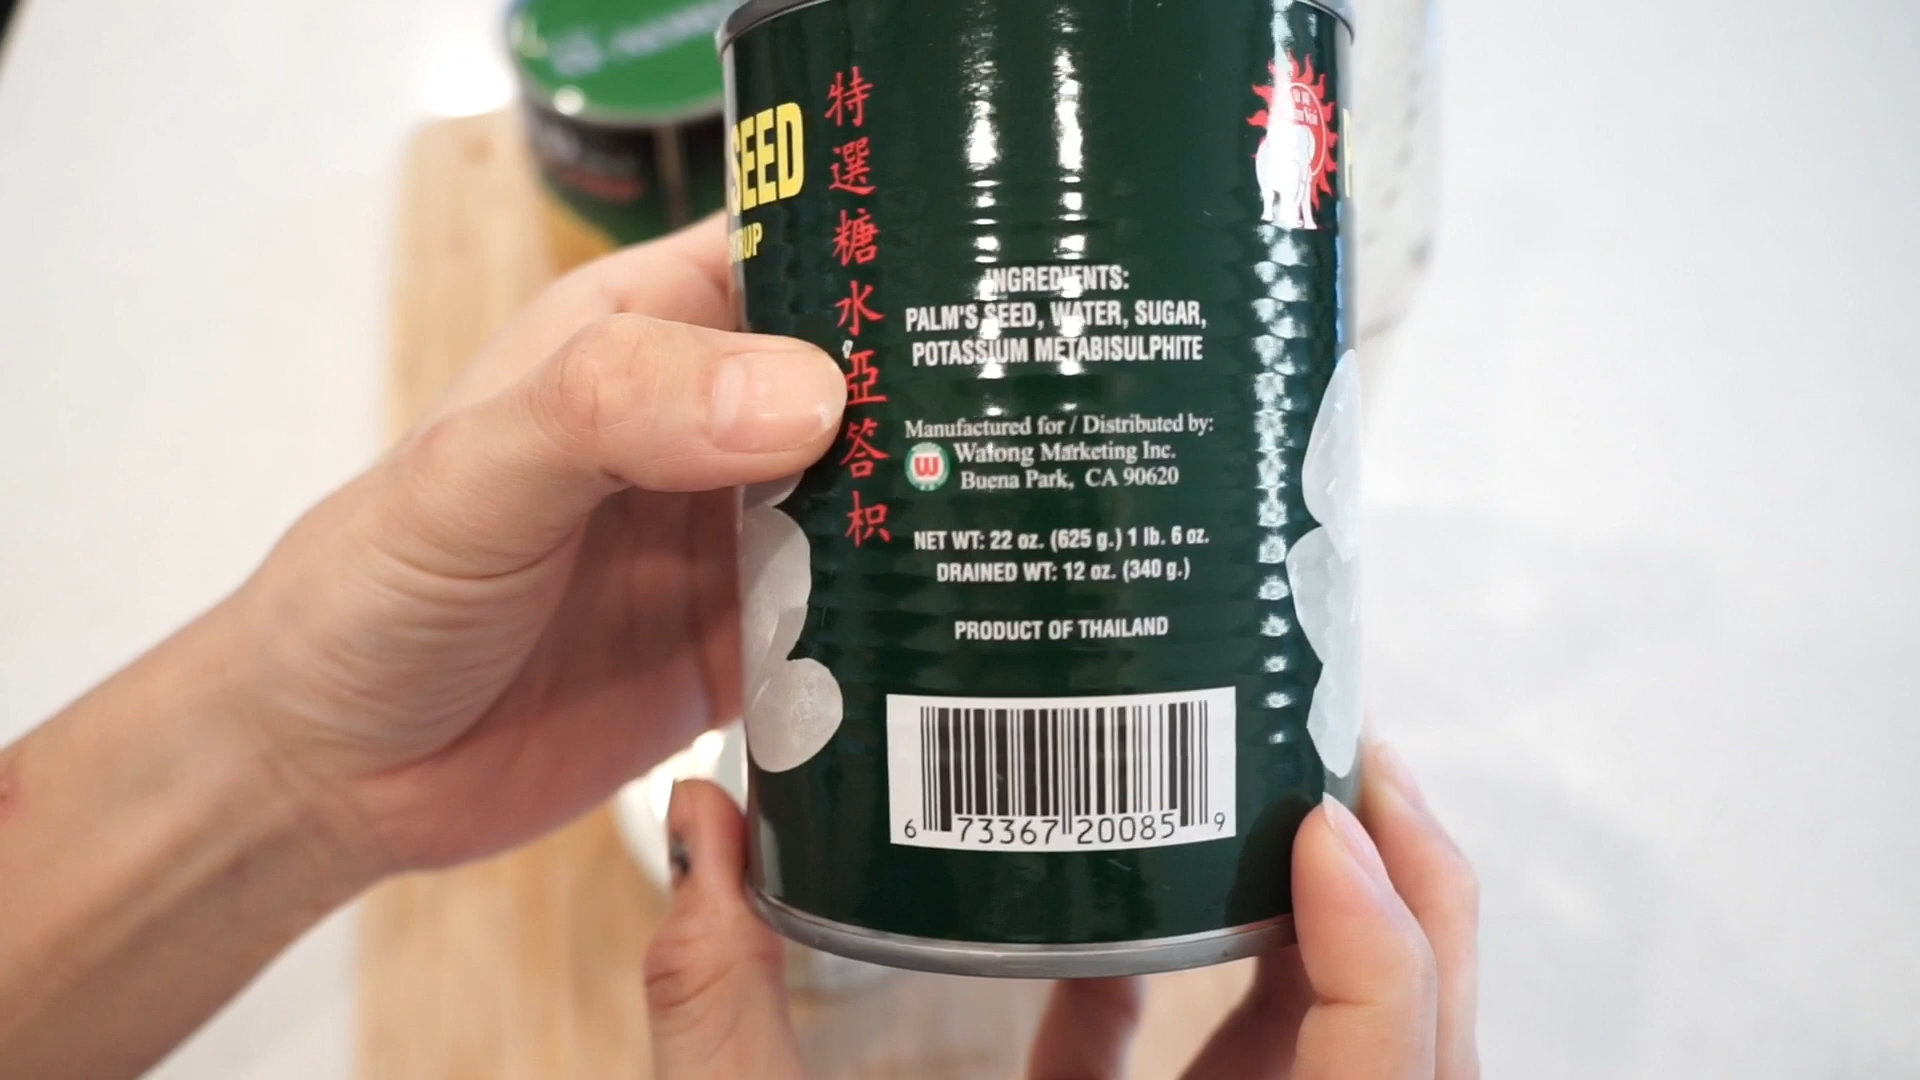 SEED
特選糖水亞答枳
INGREDIENTS:
PALM'S SEED, WATER, SUGAR,
POTASSIUM METABISULPHITE
Manufactured for / Distributed by:
W
Walong Marketing Inc.
Buena Park, CA 90620
NET WT: 22 oz. (625 g.) 1 lb. 6 oz.
DRAINED WT: 12 oz. (340 g.)
PRODUCT OF THAILAND
6 73367 20085 9